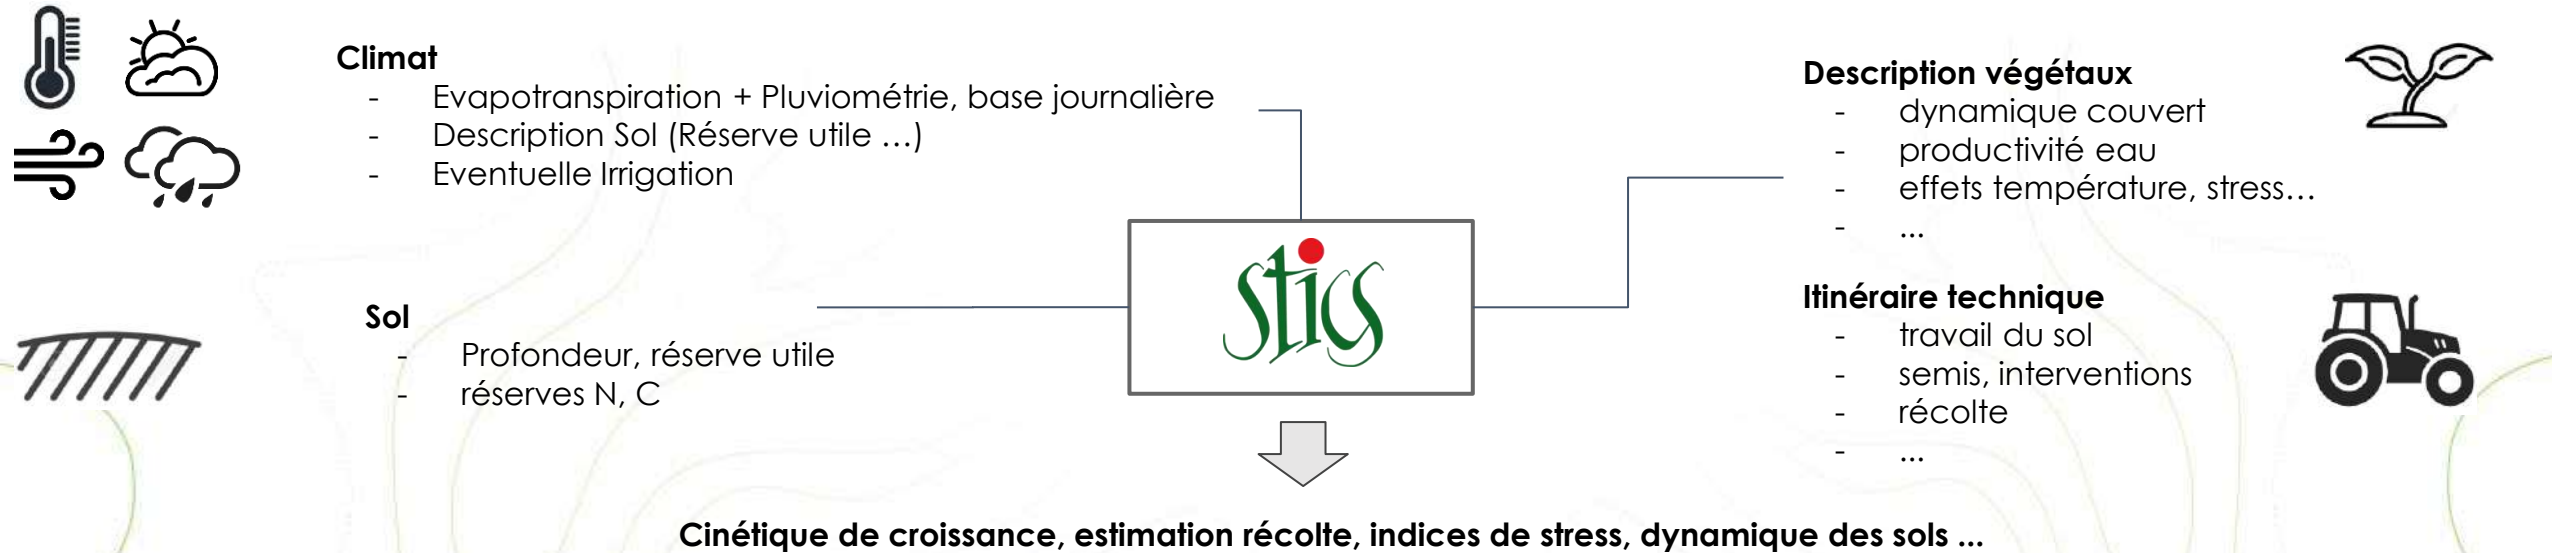 Climat
- Evapotranspiration + Pluviométrie, base journalière
- Description Sol (Réserve utile …)
- Eventuelle Irrigation
Sol
- Profondeur, réserve utile
- réserves N, C
stics
Description végétaux
- dynamique couvert
- productivité eau
- effets température, stress…
- ...
Itinéraire technique
- travail du sol
- semis, interventions
- récolte
- ...
Cinétique de croissance, estimation récolte, indices de stress, dynamique des sols ...